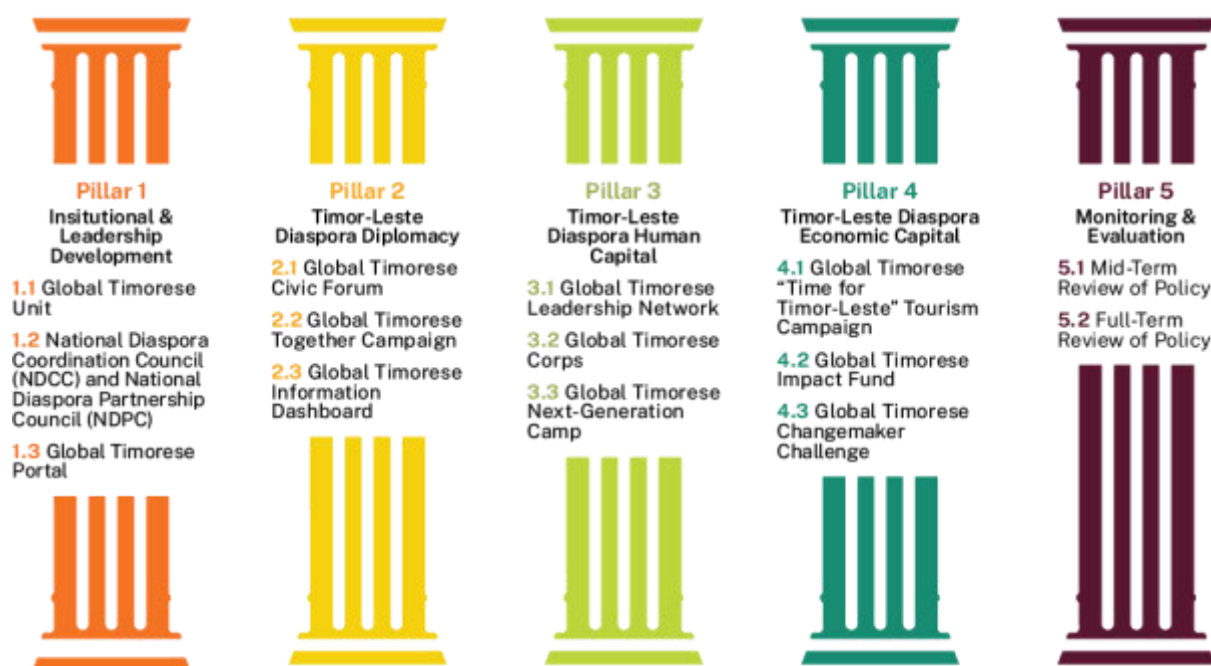 Pillar 1
Insitutional &
Leadership
Development
1.1 Global Timorese
Unit
1.2 National Diaspora
Coordination Council
(NDCC) and National
Diaspora Partnership
Council (NDPC)
1.3 Global Timorese
Portal
Pillar 2
Timor-Leste
Diaspora Diplomacy
2.1 Global Timorese
Civic Forum
2.2 Global Timorese
Together Campaign
2.3 Global Timorese
Information
Dashboard
Pillar 3
Timor-Leste
Diaspora Human
Capital
3.1 Global Timorese
Leadership Network
3.2 Global Timorese
Corps
3.3 Global Timorese
Next-Generation
Camp
Pillar 4
Timor-Leste Diaspora
Economic Capital
4.1 Global Timorese
“Time for
Timor-Leste” Tourism
Campaign
4.2 Global Timorese
Impact Fund
4.3 Global Timorese
Changemaker
Challenge
Pillar 5
Monitoring &
Evaluation
5.1 Mid-Term
Review of Policy
5.2 Full-Term
Review of Policy